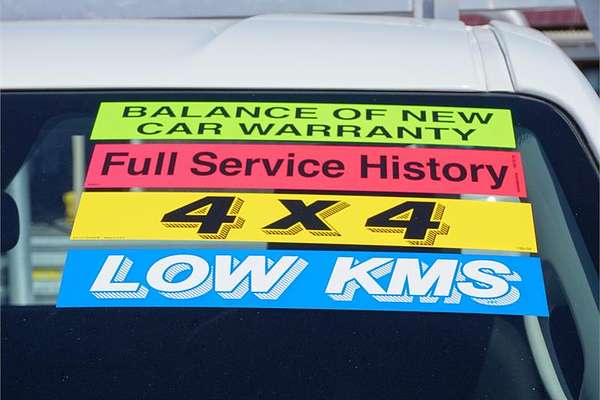 BALANCE OF NEW
CAR WARRANTY
Full Service History
4 X 4
LOW KMS